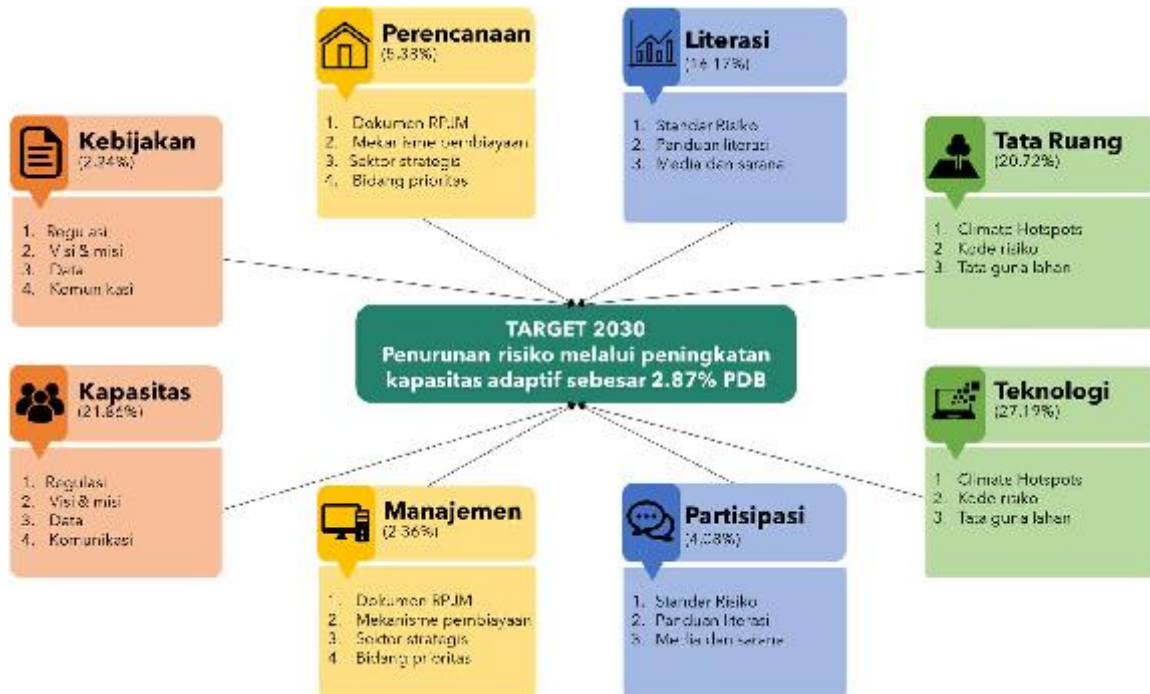 Perencanaan
(5.38%)
1. Dokumen RPJM
2. Mekanisme pembiayaan
3. Sektor strategis
4. Bidang prioritas
Literasi
(16.17%)
1. Standar Risiko
2. Panduan literasi
3. Media dan sarana
Kebijakan
(2.24%)
1. Regulasi
2. Visi & misi
3. Data
4. Komunikasi
Tata Ruang
(20.72%)
1 Climate Hotspots
2 Kode risiko
3. Tata guna lahan
TARGET 2030
Penurunan risiko melalui peningkatan
kapasitas adaptif sebesar 2.87% PDB
Kapasitas
(21.86%)
1. Regulasi
2. Visi & misi
3. Data
4. Komunikasi
Teknologi
(27.19%)
1 Climate Hotspots
2. Kode risiko
3 Tata guna lahan
Manajemen
(2.36%)
1. Dokumen RPJM
2. Mekanisme pembiayaan
3. Sektor strategis
4. Bidang prioritas
Partisipasi
(4.08%)
1. Standar Risiko
2. Panduan literasi
3. Media dan sarana